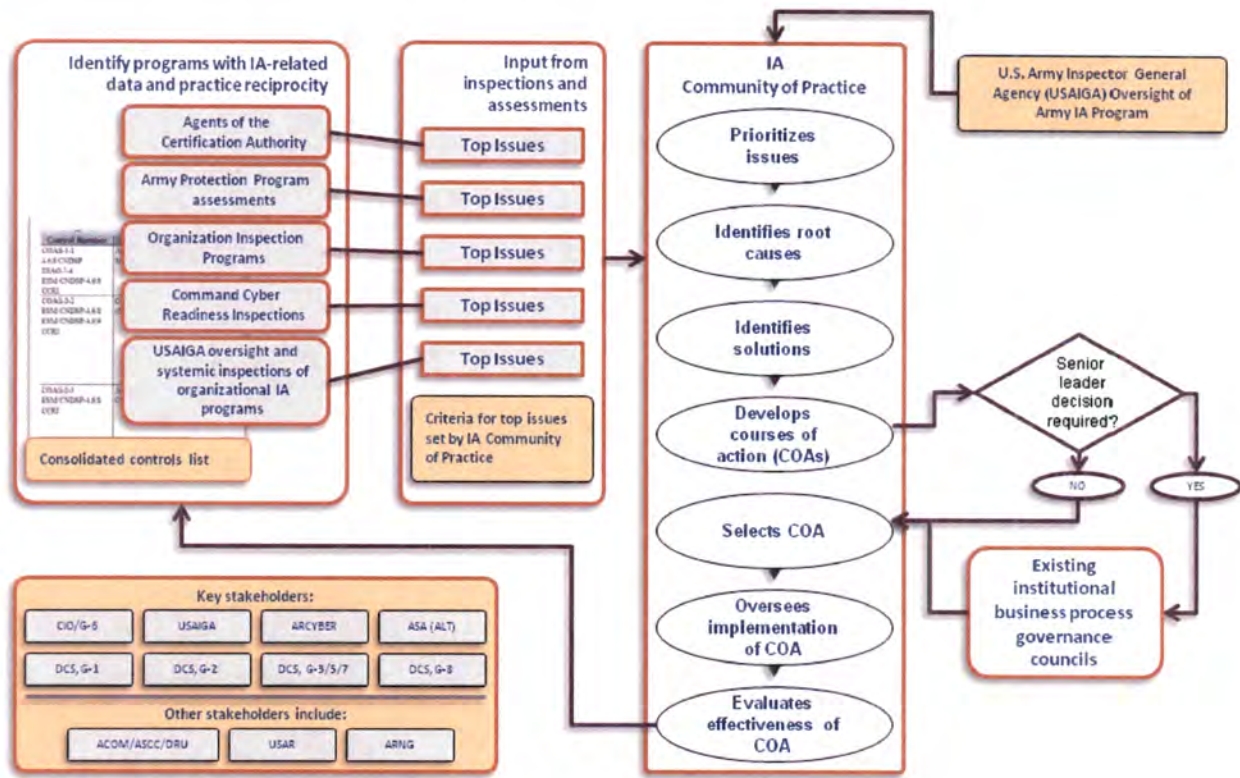 Identify programs with IA-related
data and practice reciprocity
Agents of the
Certification Authority
Army Protection Program
assessments
Organization Inspection
Programs
Command Cyber
Readiness Inspections
USAIGA oversight and
systemic inspections of
organizational IA
programs
Control Number
Consolidated controls list
Input from
inspections and
assessments
Top Issues
Top Issues
Top Issues
Top Issues
Top Issues
Criteria for top issues
set by IA Community
of Practice
IA
Community of Practice
Prioritizes
issues
Identifies root
causes
Identifies
solutions
Develops
courses of
action (COAs)
Selects COA
Oversees
implementation
of COA
Evaluates
effectiveness of
COA
U.S. Army Inspector General
Agency (USAIGA) Oversight of
Army IA Program
Senior
leader
decision
required?
NO
YES
Existing
institutional
business process
governance
councils
Key stakeholders:
CIO/G-6
USAIGA
ARCYBER
ASA (ALT)
DCS, G-1
DCS, G-2
DCS, G-3/5/7
DCS, G-8
Other stakeholders include:
ACOM/ASCC/DRU
USAR
ARNG